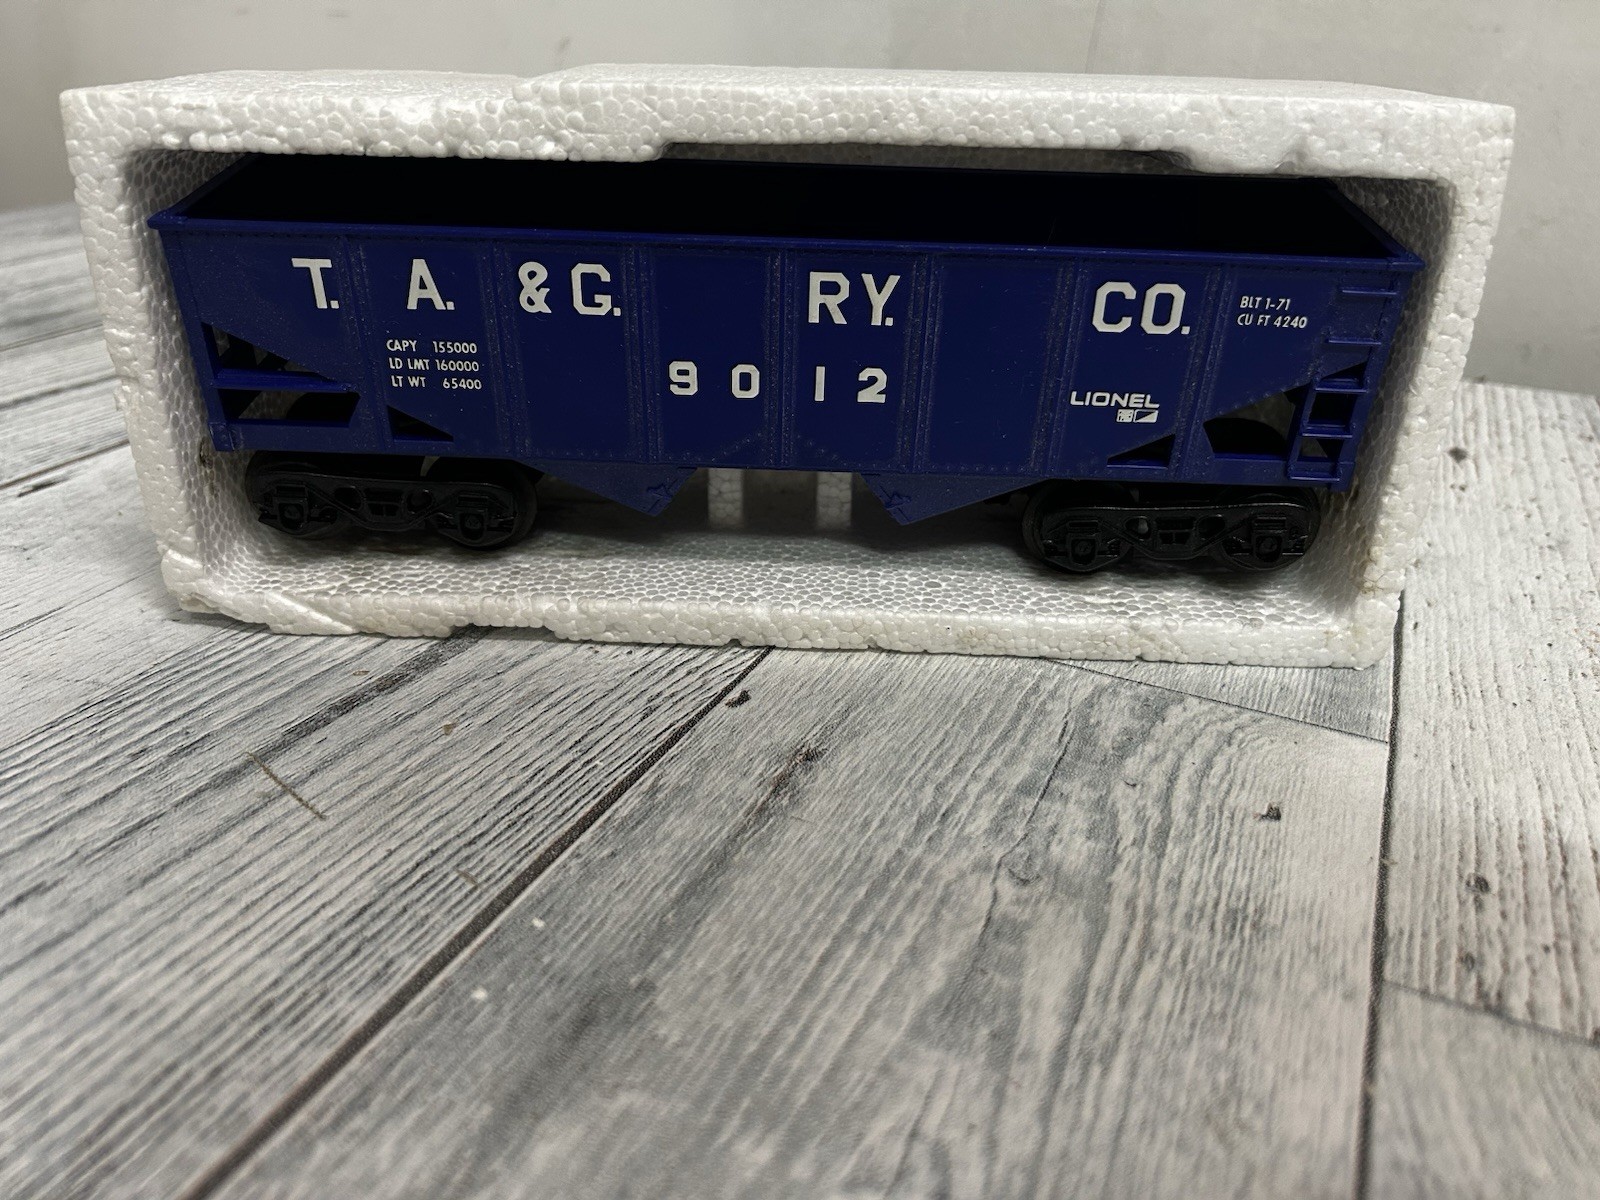 T. A. & G. RY. CO.
BLT 1-71
CU FT 4240
CAPY 155000
LD LMT 160000
LT WT 65400
9012
LIONEL